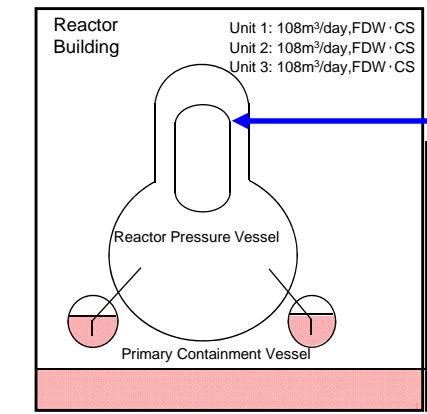 Reactor
Building
Unit 1: 108m³/day,FDW･CS
Unit 2: 108m³/day,FDW･CS
Unit 3: 108m³/day,FDW･CS
Reactor Pressure Vessel
Primary Containment Vessel